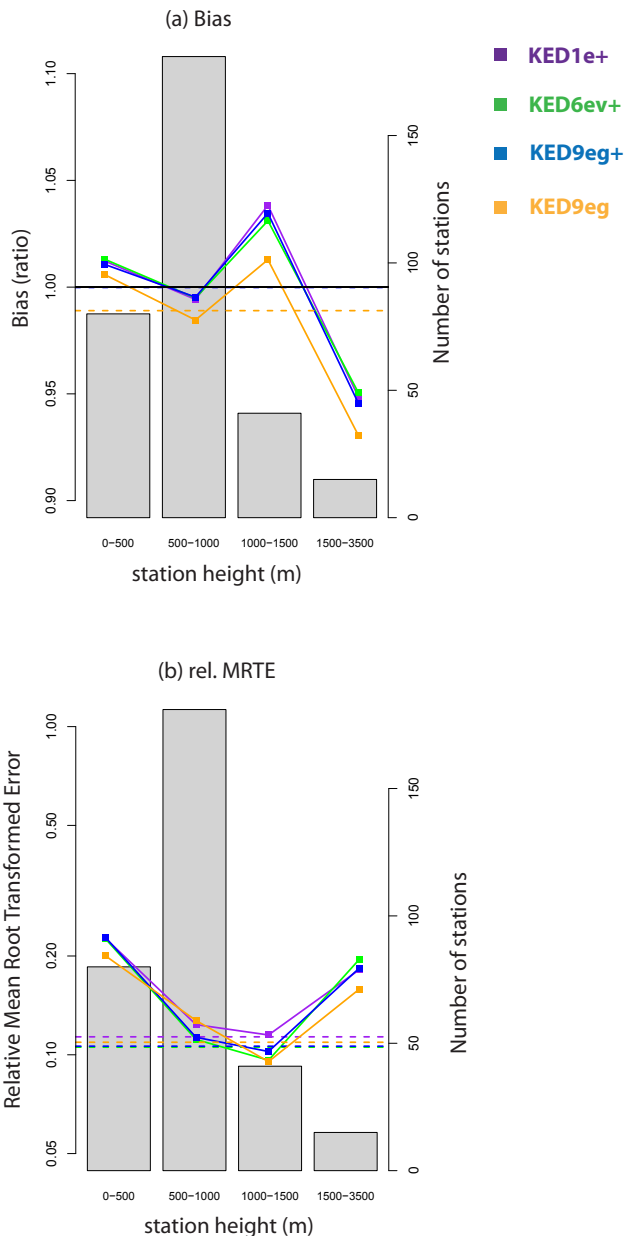 (a) Bias
KED1e+
KED6ev+
KED9eg+
KED9eg
Bias (ratio)
0.90
0.95
1.00
1.05
1.10
Number of stations
0
50
100
150
0−500
500−1000
1000−1500
1500−3500
station height (m)
(b) rel. MRTE
Relative Mean Root Transformed Error
0.05
0.10
0.20
0.50
1.00
Number of stations
0
50
100
150
0−500
500−1000
1000−1500
1500−3500
station height (m)